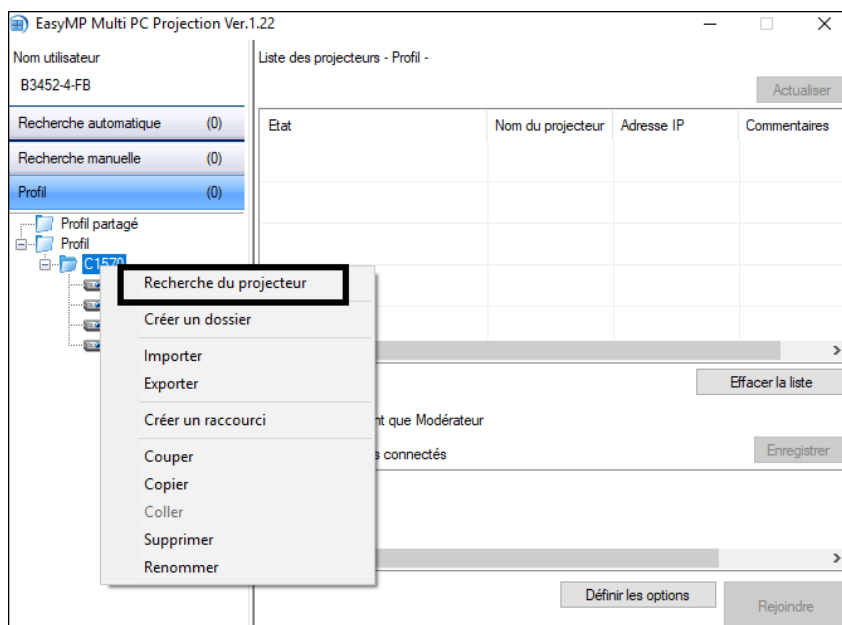 EasyMP Multi PC Projection Ver.1.22
Nom utilisateur
B3452-4-FB
Recherche automatique (0)
Recherche manuelle (0)
Profil (0)
Profil partagé
Profil
C1570
Recherche du projecteur
Créer un dossier
Importer
Exporter
Créer un raccourci
Couper
Copier
Coller
Supprimer
Renommer
Liste des projecteurs - Profil -
Actualiser
Etat Nom du projecteur Adresse IP Commentaires
Effacer la liste
nt que Modérateur
s connectés
Enregistrer
Définir les options
Rejoindre